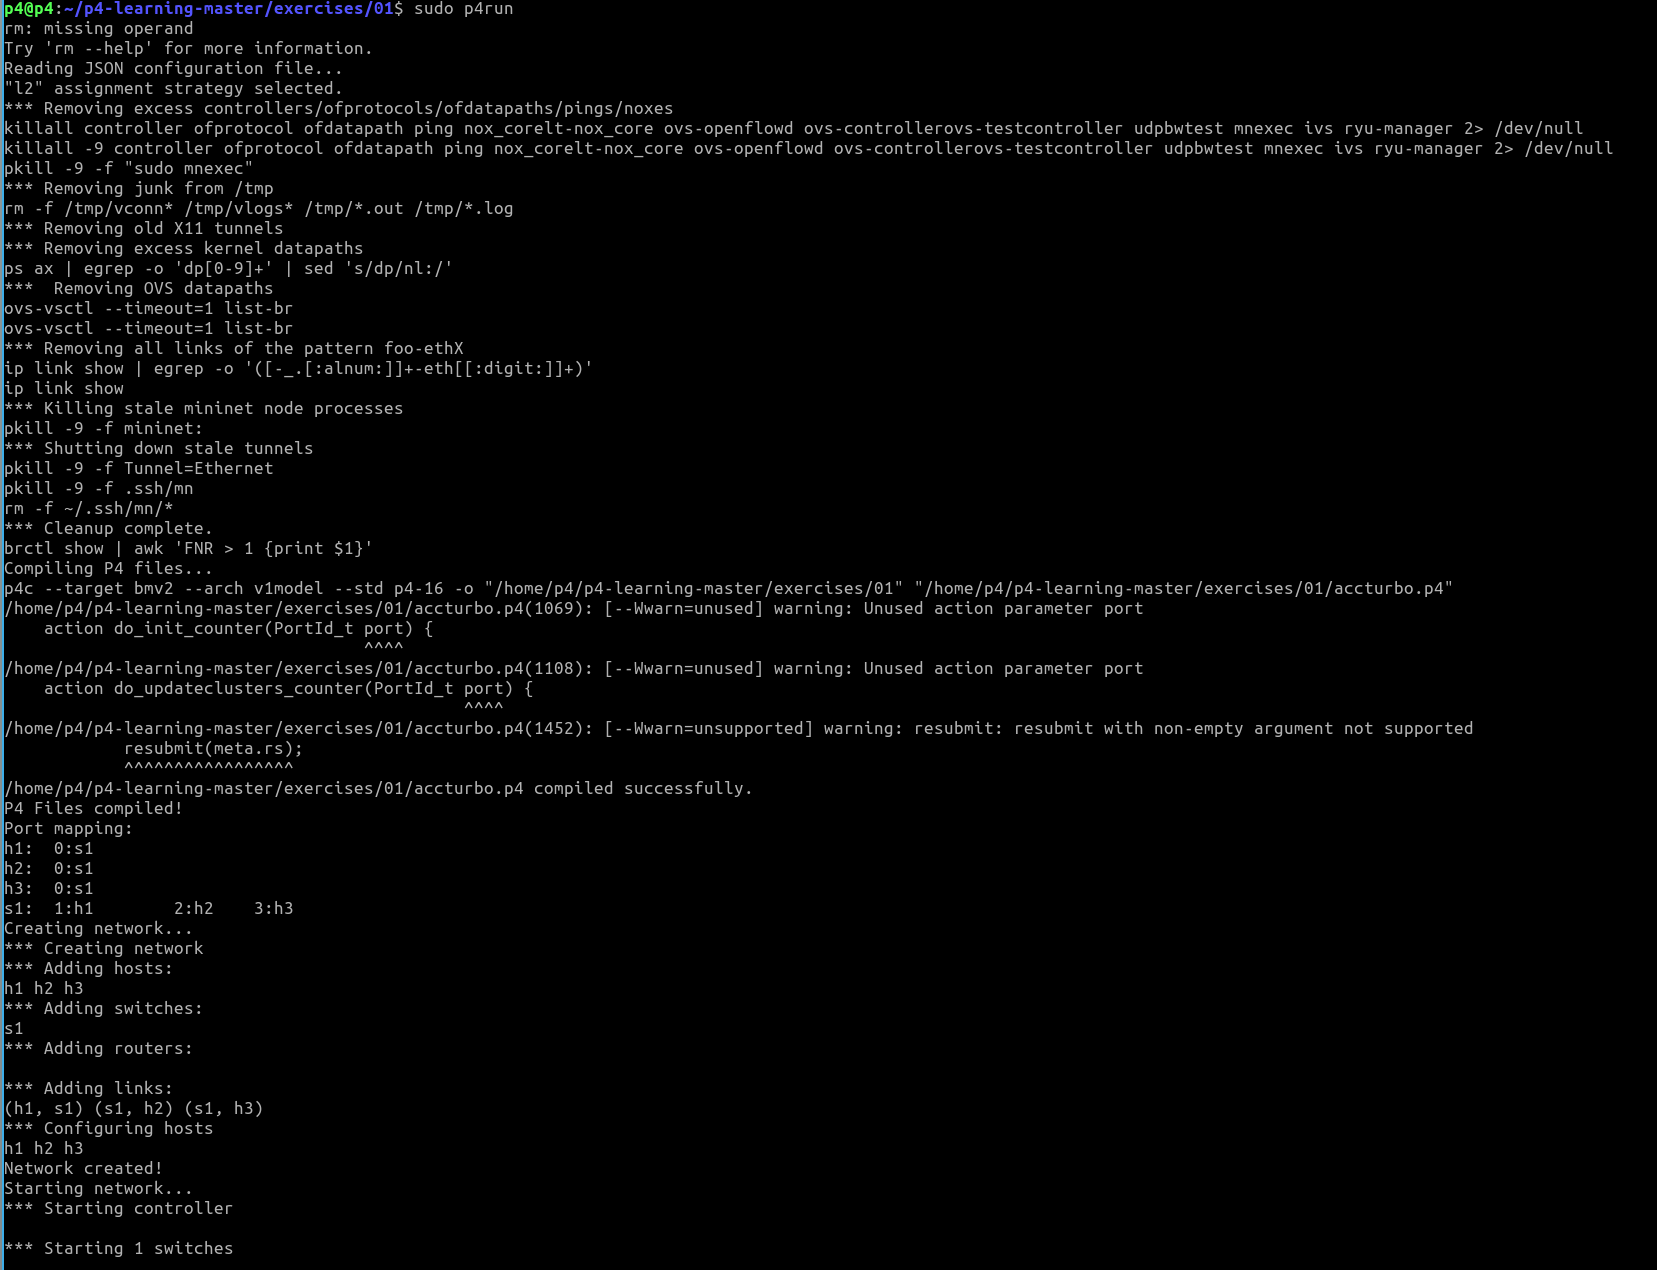 p4@p4:~/p4-learning-master/exercises/01$ sudo p4run
rm: missing operand
Try 'rm --help' for more information.
Reading JSON configuration file...
"l2" assignment strategy selected.
*** Removing excess controllers/ofprotocols/ofdatapaths/pings/noxes
killall controller ofprotocol ofdatapath ping nox_corelt-nox_core ovs-openflowd ovs-controllerovs-testcontroller udpbwtest mnexec ivs ryu-manager 2> /dev/null
killall -9 controller ofprotocol ofdatapath ping nox_corelt-nox_core ovs-openflowd ovs-controllerovs-testcontroller udpbwtest mnexec ivs ryu-manager 2> /dev/null
pkill -9 -f "sudo mnexec"
*** Removing junk from /tmp
rm -f /tmp/vconn* /tmp/vlogs* /tmp/*.out /tmp/*.log
*** Removing old X11 tunnels
*** Removing excess kernel datapaths
ps ax | egrep -o 'dp[0-9]+' | sed 's/dp/nl:/'
***  Removing OVS datapaths
ovs-vsctl --timeout=1 list-br
ovs-vsctl --timeout=1 list-br
*** Removing all links of the pattern foo-ethX
ip link show | egrep -o '([-_.[:alnum:]]+-eth[[:digit:]]+)'
ip link show
*** Killing stale mininet node processes
pkill -9 -f mininet:
*** Shutting down stale tunnels
pkill -9 -f Tunnel=Ethernet
pkill -9 -f .ssh/mn
rm -f ~/.ssh/mn/*
*** Cleanup complete.
brctl show | awk 'FNR > 1 {print $1}'
Compiling P4 files...
p4c --target bmv2 --arch v1model --std p4-16 -o "/home/p4/p4-learning-master/exercises/01" "/home/p4/p4-learning-master/exercises/01/accturbo.p4"
/home/p4/p4-learning-master/exercises/01/accturbo.p4(1069): [--Wwarn=unused] warning: Unused action parameter port
    action do_init_counter(PortId_t port) {
                                    ^^^^
/home/p4/p4-learning-master/exercises/01/accturbo.p4(1108): [--Wwarn=unused] warning: Unused action parameter port
    action do_updateclusters_counter(PortId_t port) {
                                              ^^^^
/home/p4/p4-learning-master/exercises/01/accturbo.p4(1452): [--Wwarn=unsupported] warning: resubmit: resubmit with non-empty argument not supported
            resubmit(meta.rs);
            ^^^^^^^^^^^^^^^^^
/home/p4/p4-learning-master/exercises/01/accturbo.p4 compiled successfully.
P4 Files compiled!
Port mapping:
h1:  0:s1
h2:  0:s1
h3:  0:s1
s1:  1:h1        2:h2    3:h3
Creating network...
*** Creating network
*** Adding hosts:
h1 h2 h3
*** Adding switches:
s1
*** Adding routers:

*** Adding links:
(h1, s1) (s1, h2) (s1, h3)
*** Configuring hosts
h1 h2 h3
Network created!
Starting network...
*** Starting controller

*** Starting 1 switches